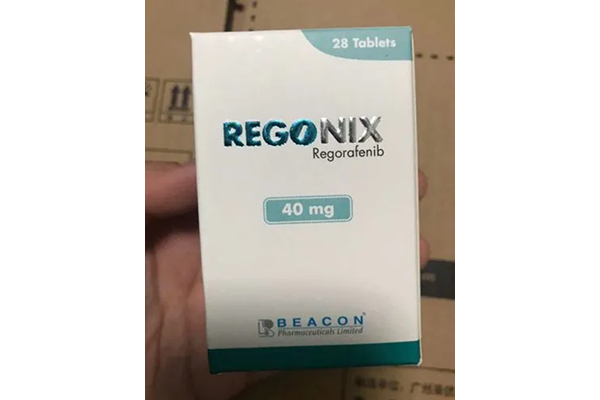 28 Tablets
REGONIX
Regorafenib
40 mg
BEACON
Pharmaceuticals Limited